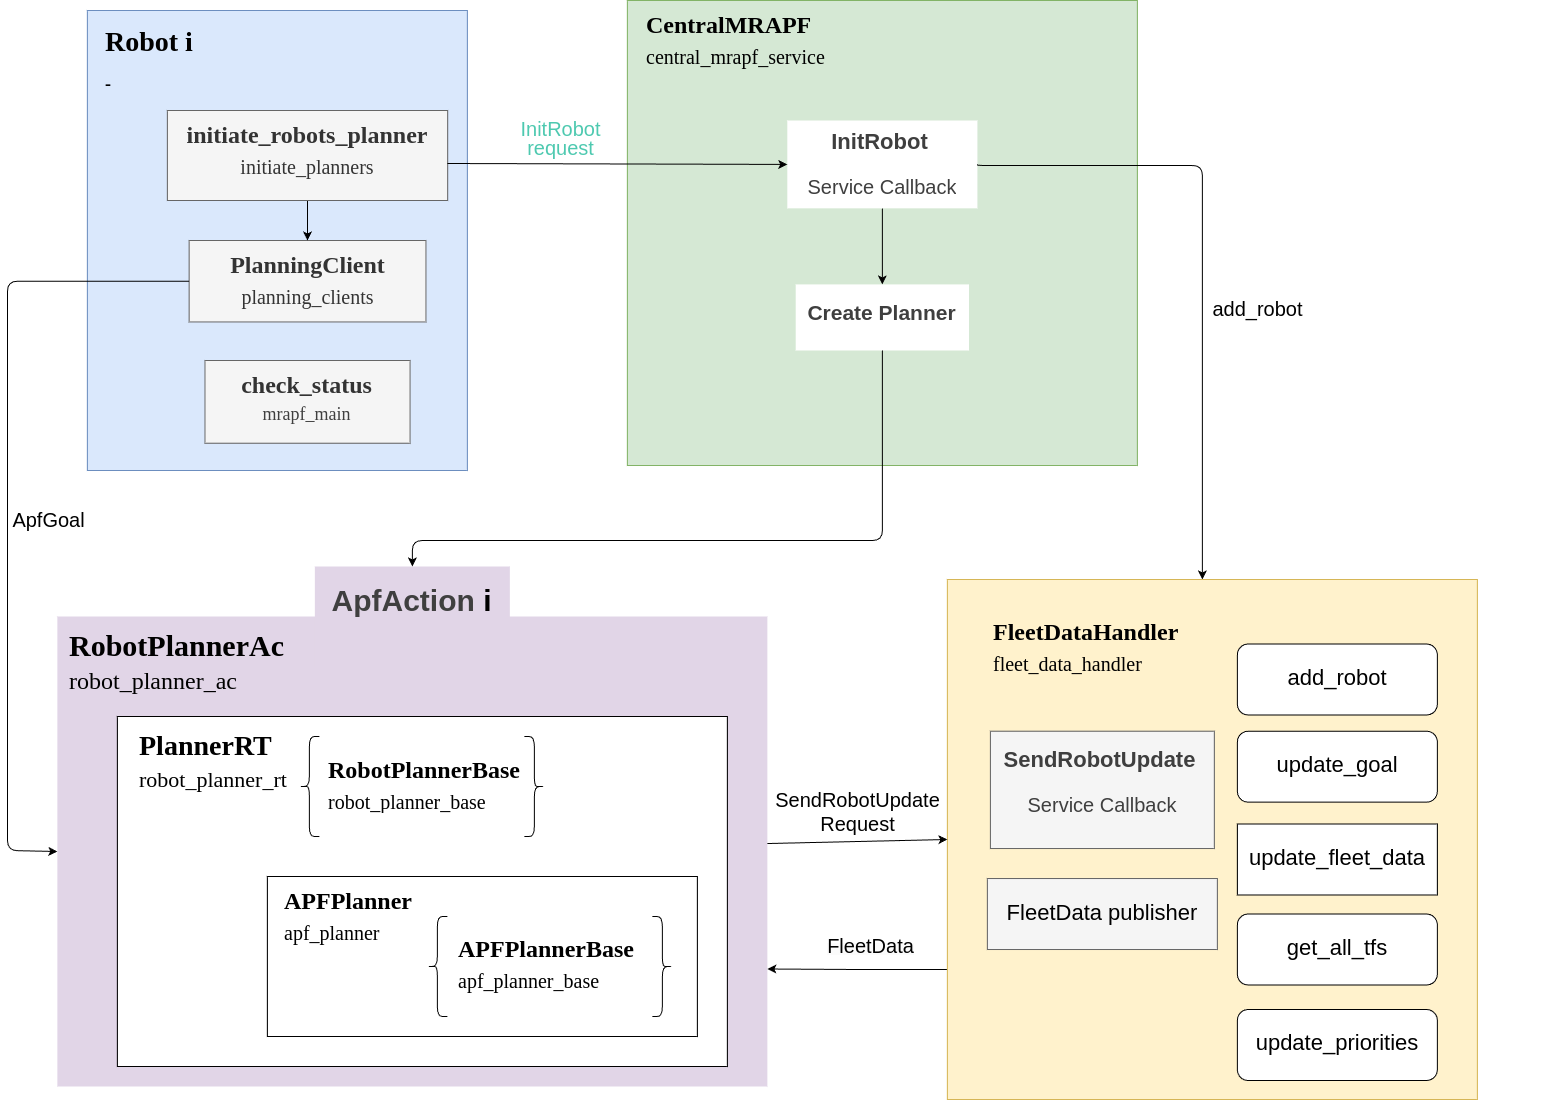 Robot i
-
initiate_robots_planner
initiate_planners
PlanningClient
planning_clients
check_status
mrapf_main
InitRobot
request
CentralMRAPF
central_mrapf_service
InitRobot
Service Callback
Create Planner
add_robot
ApfGoal
ApfAction i
RobotPlannerAc
robot_planner_ac
PlannerRT
robot_planner_rt
RobotPlannerBase
robot_planner_base
APFPlanner
apf_planner
APFPlannerBase
apf_planner_base
SendRobotUpdate
Request
FleetData
FleetDataHandler
fleet_data_handler
SendRobotUpdate
Service Callback
FleetData publisher
add_robot
update_goal
update_fleet_data
get_all_tfs
update_priorities